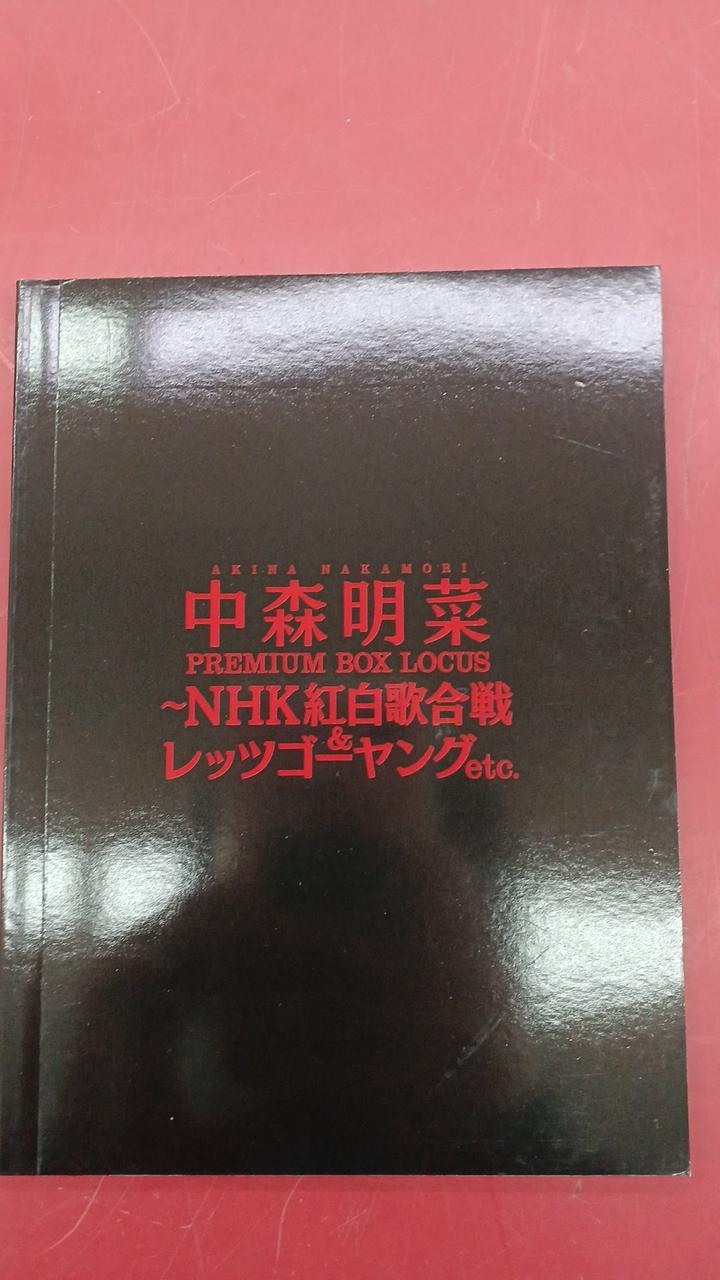 AKINA NAKAMORI
中森明菜
PREMIUM BOX LOCUS
~NHK紅白歌合戦
&
レッツゴーヤングetc.